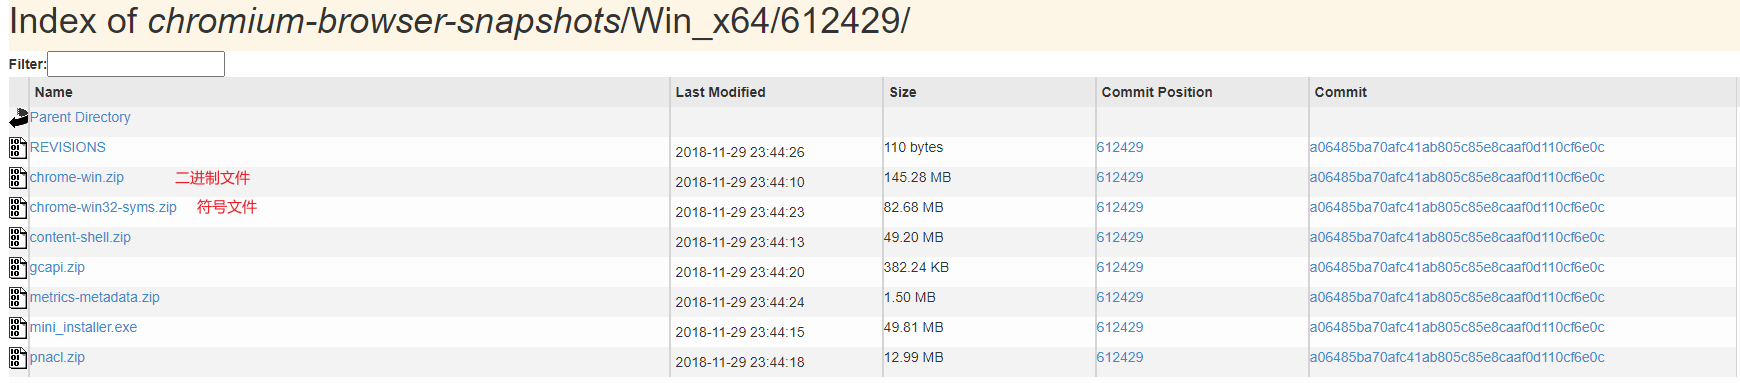 Index of chromium-browser-snapshots/Win_x64/612429/
Filter:
Name Last Modified Size Commit Position Commit
Parent Directory
REVISIONS 2018-11-29 23:44:26 110 bytes 612429 a06485ba70afc41ab805c85e8caaf0d110cf6e0c
chrome-win.zip 二进制文件 2018-11-29 23:44:10 145.28 MB 612429 a06485ba70afc41ab805c85e8caaf0d110cf6e0c
chrome-win32-syms.zip 符号文件 2018-11-29 23:44:23 82.68 MB 612429 a06485ba70afc41ab805c85e8caaf0d110cf6e0c
content-shell.zip 2018-11-29 23:44:13 49.20 MB 612429 a06485ba70afc41ab805c85e8caaf0d110cf6e0c
gcapi.zip 2018-11-29 23:44:20 382.24 KB 612429 a06485ba70afc41ab805c85e8caaf0d110cf6e0c
metrics-metadata.zip 2018-11-29 23:44:24 1.50 MB 612429 a06485ba70afc41ab805c85e8caaf0d110cf6e0c
mini_installer.exe 2018-11-29 23:44:15 49.81 MB 612429 a06485ba70afc41ab805c85e8caaf0d110cf6e0c
pnacl.zip 2018-11-29 23:44:18 12.99 MB 612429 a06485ba70afc41ab805c85e8caaf0d110cf6e0c